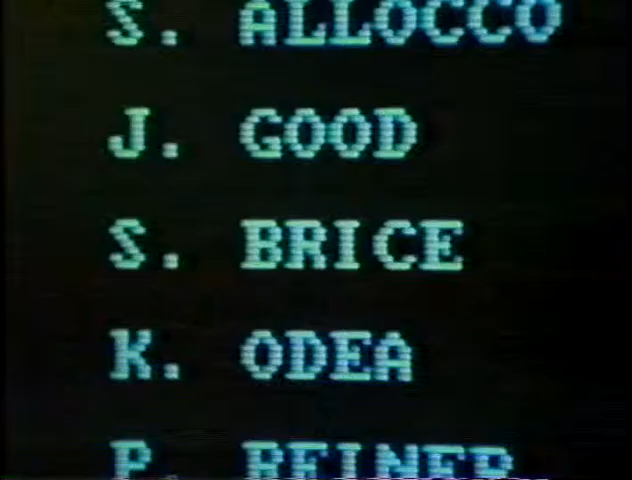 S. ALLOCCO
J. GOOD
S. BRICE
K. ODEA
P.